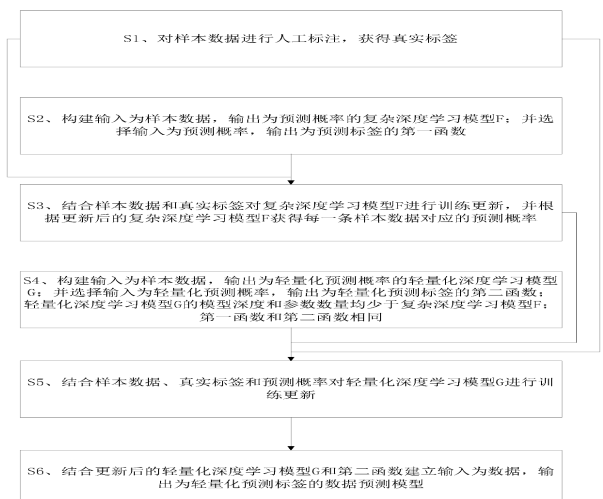 S1、对样本数据进行人工标注，获得真实标签
S2、构建输入为样本数据，输出为预测概率的复杂深度学习模型F；并选
择输入为预测概率，输出为预测标签的第一函数
S3、结合样本数据和真实标签对复杂深度学习模型F进行训练更新，并根
据更新后的复杂深度学习模型F获得每一条样本数据对应的预测概率
S4、构建输入为样本数据，输出为轻量化预测概率的轻量化深度学习模型
G；并选择输入为轻量化预测概率，输出为轻量化预测标签的第二函数；
轻量化深度学习模型G的模型深度和参数数量均少于复杂深度学习模型F；
第一函数和第二函数相同
S5、结合样本数据、真实标签和预测概率对轻量化深度学习模型G进行训
练更新
S6、结合更新后的轻量化深度学习模型G和第二函数建立输入为数据，输
出为轻量化预测标签的数据预测模型